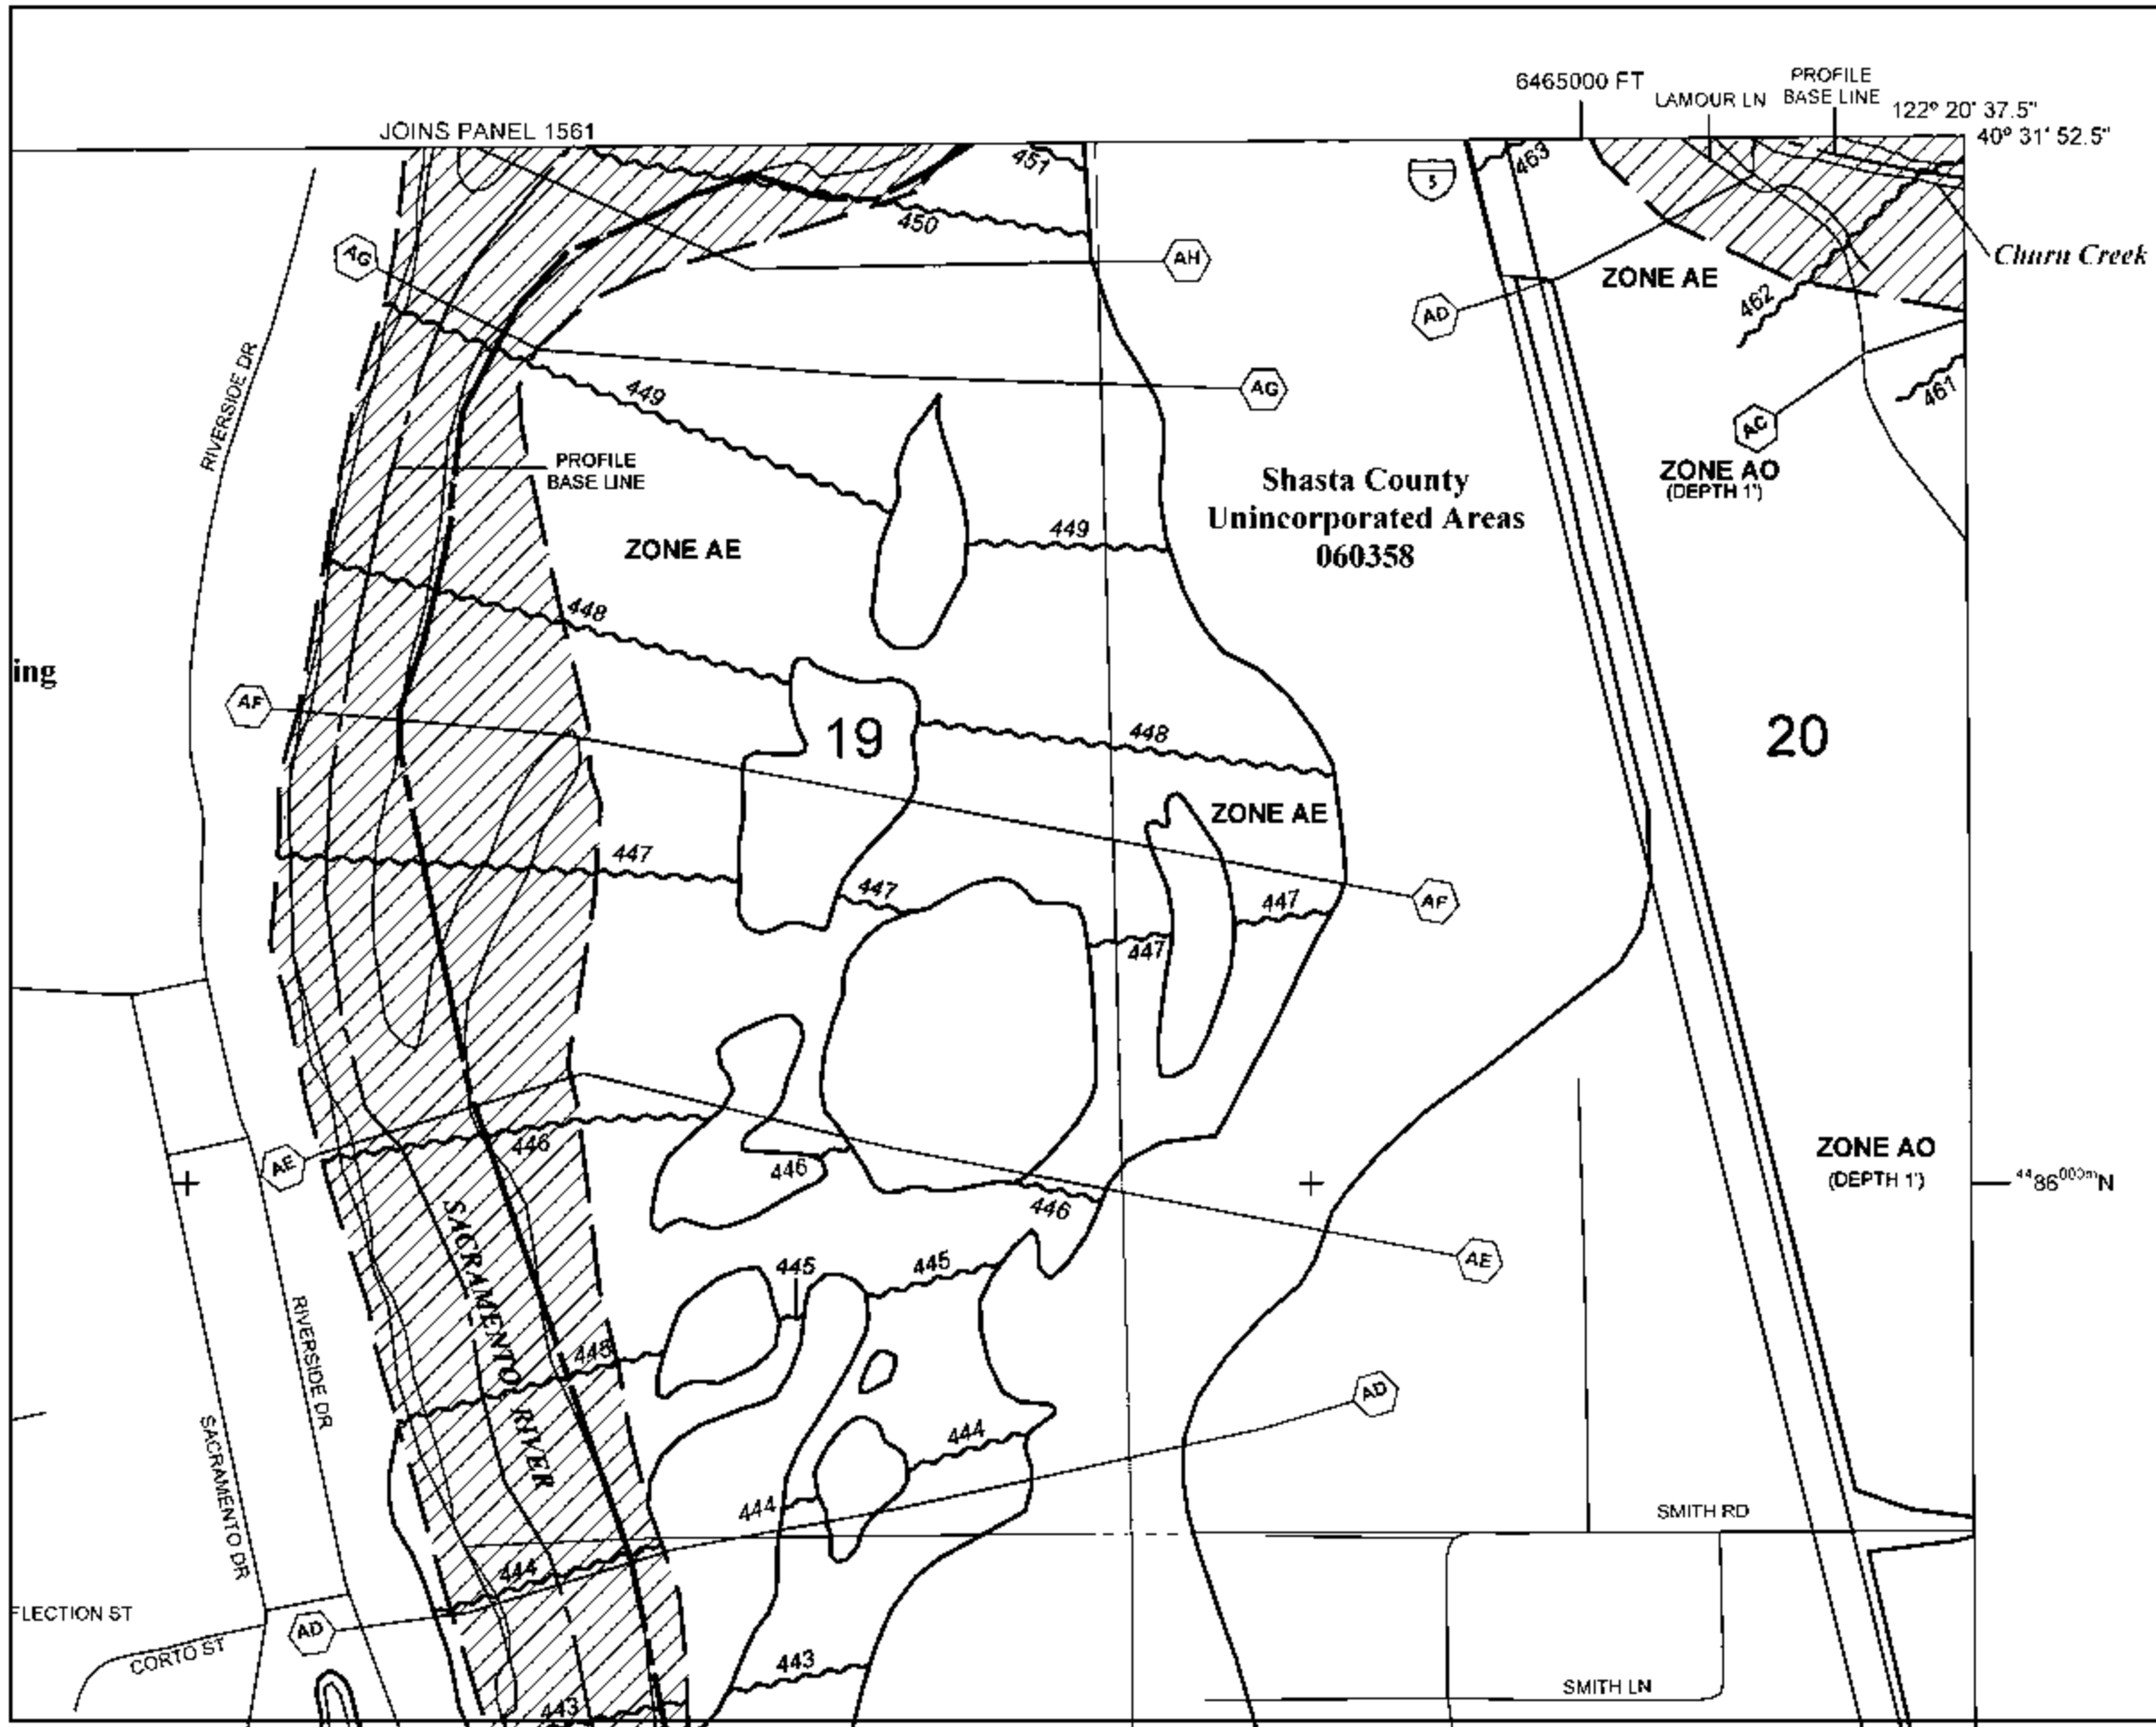 6465000 FT
LAMOUR LN
PROFILE
BASE LINE
122° 20' 37.5"
40° 31' 52.5"
JOINS PANEL 1561
451
463
5
450
AG
AH
Churn Creek
ZONE AE
462
AD
RIVERSIDE DR
449
AG
461
AC
PROFILE
BASE LINE
ZONE AO
(DEPTH 1')
Shasta County
Unincorporated Areas
060358
449
ZONE AE
448
ing
AF
19
448
20
ZONE AE
447
447
447
447
AF
446
446
446
AE
ZONE AO
(DEPTH 1')
4486000mN
SACRAMENTO RIVER
AE
445
445
445
RIVERSIDE DR
SACRAMENTO DR
AD
444
444
SMITH RD
444
FLECTION ST
AD
CORTO ST
443
SMITH LN
443